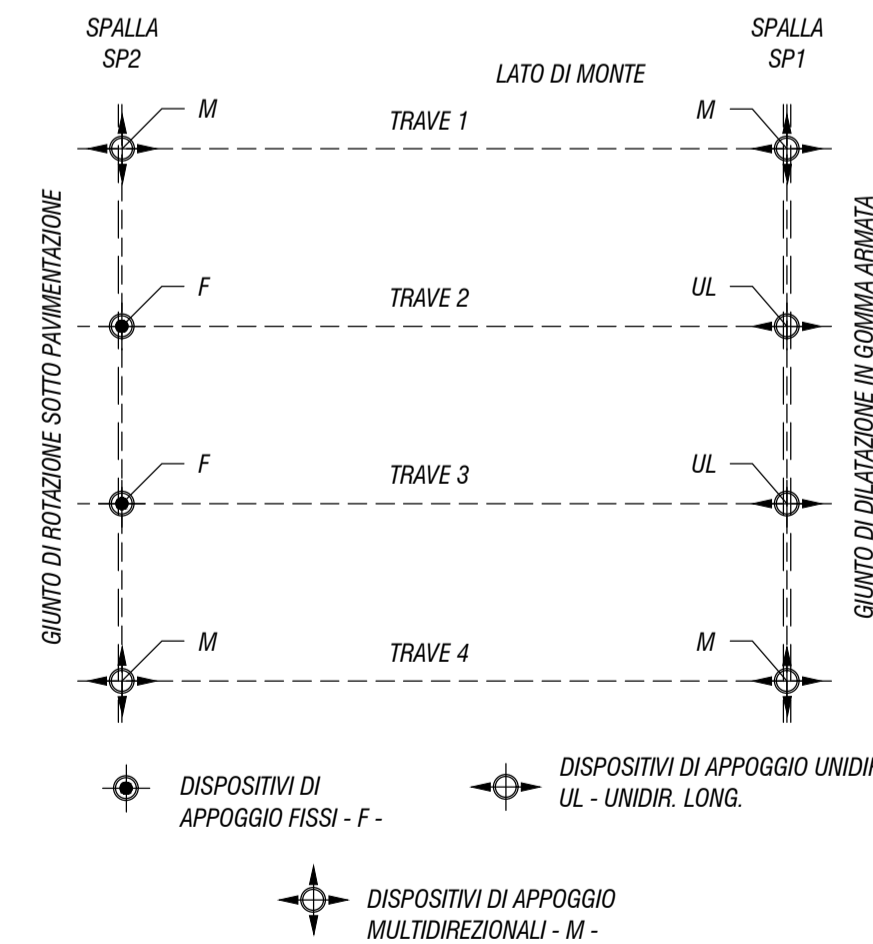 SPALLA
SP2
SPALLA
SP1
LATO DI MONTE
M
TRAVE 1
M
F
TRAVE 2
UL
F
TRAVE 3
UL
M
TRAVE 4
M
GIUNTO DI ROTAZIONE SOTTO PAVIMENTAZIONE
GIUNTO DI DILATAZIONE IN GOMMA ARMATA
DISPOSITIVI DI
APPOGGIO FISSI - F -
DISPOSITIVI DI APPOGGIO UNIDIR
UL - UNIDIR. LONG.
DISPOSITIVI DI APPOGGIO
MULTIDIREZIONALI - M -